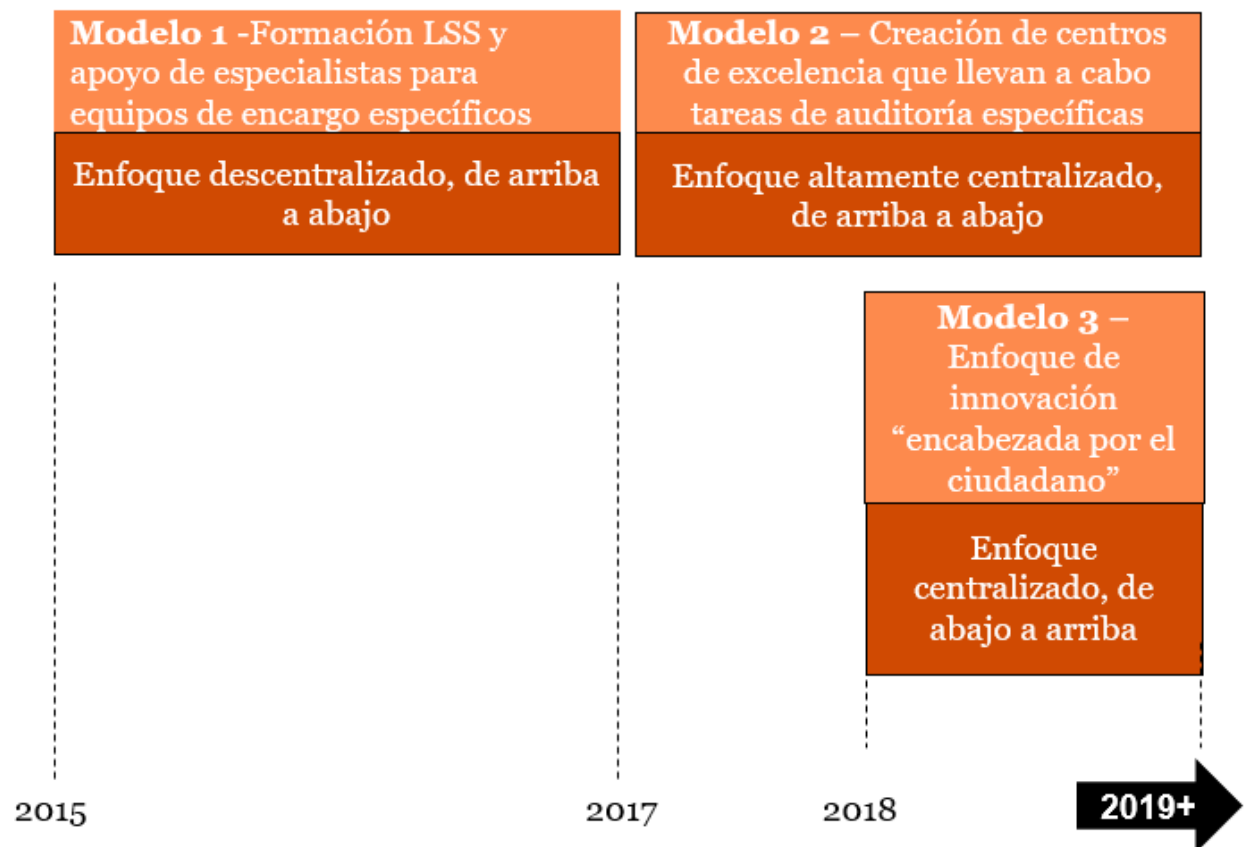 Modelo 1 -Formación LSS y
apoyo de especialistas para
equipos de encargo específicos
Enfoque descentralizado, de arriba
a abajo
Modelo 2 – Creación de centros
de excelencia que llevan a cabo
tareas de auditoría específicas
Enfoque altamente centralizado,
de arriba a abajo
Modelo 3 –
Enfoque de
innovación
“encabezada por el
ciudadano”
Enfoque
centralizado, de
abajo a arriba
2015
2017
2018
2019+